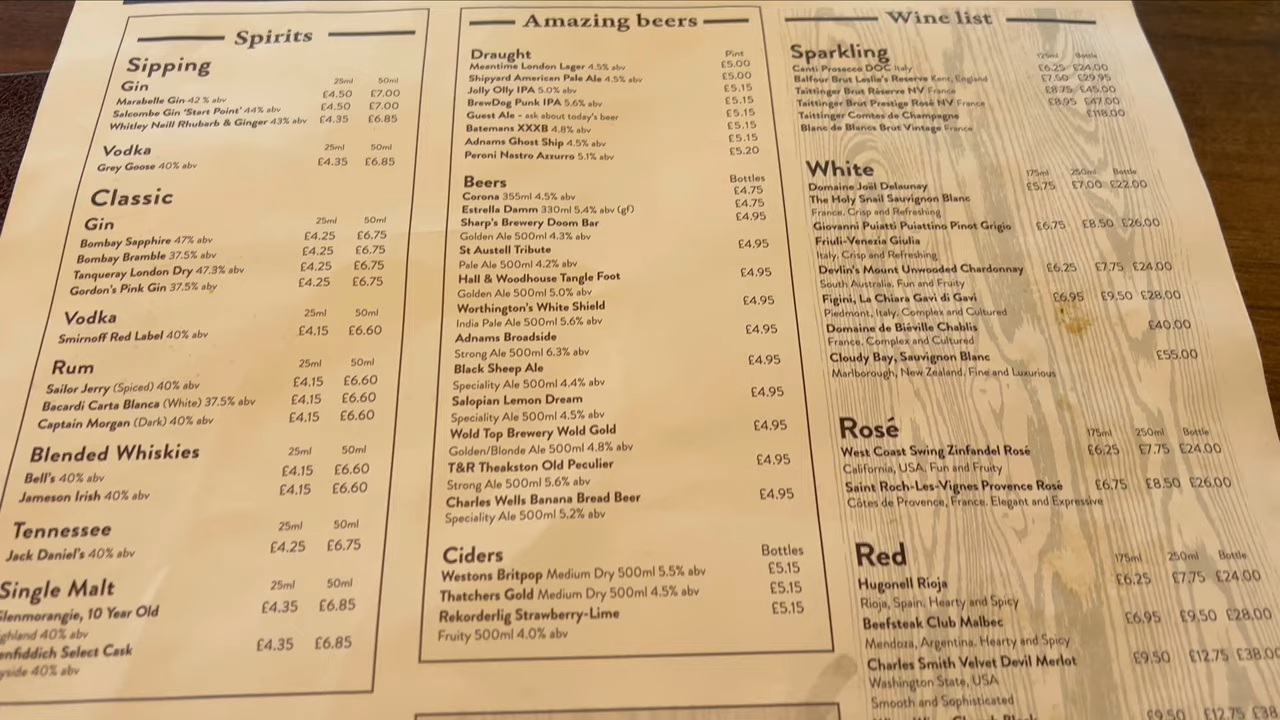 Spirits
Sipping
Gin 25ml 50ml
Marabelle Gin 42 % abv £4.50 £7.00
Salcombe Gin 'Start Point' 44% abv £4.50 £7.00
Whitley Neill Rhubarb & Ginger 43% abv £4.35 £6.85
Vodka 25ml 50ml
Grey Goose 40% abv £4.35 £6.85
Classic
Gin 25ml 50ml
Bombay Sapphire 47% abv £4.25 £6.75
Bombay Bramble 37.5% abv £4.25 £6.75
Tanqueray London Dry 47.3% abv £4.25 £6.75
Gordon's Pink Gin 37.5% abv £4.25 £6.75
Vodka 25ml 50ml
Smirnoff Red Label 40% abv £4.15 £6.60
Rum 25ml 50ml
Sailor Jerry (Spiced) 40% abv £4.15 £6.60
Bacardi Carta Blanca (White) 37.5% abv £4.15 £6.60
Captain Morgan (Dark) 40% abv £4.15 £6.60
Blended Whiskies 25ml 50ml
Bell's 40% abv £4.15 £6.60
Jameson Irish 40% abv £4.15 £6.60
Tennessee 25ml 50ml
Jack Daniel's 40% abv £4.25 £6.75
Single Malt 25ml 50ml
Glenmorangie, 10 Year Old £4.35 £6.85
ghland 40% abv
enfiddich Select Cask £4.35 £6.85
yside 40% abv
Amazing beers
Draught Pint
Meantime London Lager 4.5% abv £5.00
Shipyard American Pale Ale 4.5% abv £5.00
Jolly Olly IPA 5.0% abv £5.15
BrewDog Punk IPA 5.6% abv £5.15
Guest Ale - ask about today's beer £5.15
Batemans XXXB 4.8% abv £5.15
Adnams Ghost Ship 4.5% abv £5.15
Peroni Nastro Azzurro 5.1% abv £5.20
Beers Bottles
Corona 355ml 4.5% abv £4.75
Estrella Damm 330ml 5.4% abv (gf) £4.75
Sharp's Brewery Doom Bar £4.95
Golden Ale 500ml 4.3% abv
St Austell Tribute £4.95
Pale Ale 500ml 4.2% abv
Hall & Woodhouse Tangle Foot £4.95
Golden Ale 500ml 5.0% abv
Worthington's White Shield £4.95
India Pale Ale 500ml 5.6% abv
Adnams Broadside £4.95
Strong Ale 500ml 6.3% abv
Black Sheep Ale £4.95
Speciality Ale 500ml 4.4% abv
Salopian Lemon Dream £4.95
Speciality Ale 500ml 4.5% abv
Wold Top Brewery Wold Gold £4.95
Golden/Blonde Ale 500ml 4.8% abv
T&R Theakston Old Peculier £4.95
Strong Ale 500ml 5.6% abv
Charles Wells Banana Bread Beer £4.95
Speciality Ale 500ml 5.2% abv
Ciders Bottles
Westons Britpop Medium Dry 500ml 5.5% abv £5.15
Thatchers Gold Medium Dry 500ml 4.5% abv £5.15
Rekorderlig Strawberry-Lime £5.15
Fruity 500ml 4.0% abv
Wine list
Sparkling 125ml Bottle
Canti Prosecco DOC Italy £6.25 £24.00
Balfour Brut Leslie's Reserve Kent, England £7.50 £29.95
Taittinger Brut Réserve NV France £8.75 £45.00
Taittinger Brut Prestige Rosé NV France £8.95 £47.00
Taittinger Comtes de Champagne £118.00
Blanc de Blancs Brut Vintage France
White 175ml 250ml Bottle
Domaine Joël Delaunay £5.75 £7.00 £22.00
The Holy Snail Sauvignon Blanc
France. Crisp and Refreshing
Giovanni Puiatti Puiattino Pinot Grigio £6.75 £8.50 £26.00
Friuli-Venezia Giulia
Italy. Crisp and Refreshing
Devlin's Mount Unwooded Chardonnay £6.25 £7.75 £24.00
South Australia. Fun and Fruity
Figini, La Chiara Gavi di Gavi £6.95 £9.50 £28.00
Piedmont, Italy. Complex and Cultured
Domaine de Biéville Chablis £40.00
France. Complex and Cultured
Cloudy Bay, Sauvignon Blanc £55.00
Marlborough, New Zealand. Fine and Luxurious
Rosé 175ml 250ml Bottle
West Coast Swing Zinfandel Rosé £6.25 £7.75 £24.00
California, USA. Fun and Fruity
Saint Roch-Les-Vignes Provence Rosé £6.75 £8.50 £26.00
Côtes de Provence, France. Elegant and Expressive
Red 175ml 250ml Bottle
Hugonell Rioja £6.25 £7.75 £24.00
Rioja, Spain. Hearty and Spicy
Beefsteak Club Malbec £6.95 £9.50 £28.00
Mendoza, Argentina. Hearty and Spicy
Charles Smith Velvet Devil Merlot £9.50 £12.75 £38.0
Washington State, USA
Smooth and Sophisticated
£9.50 £12.75 £38